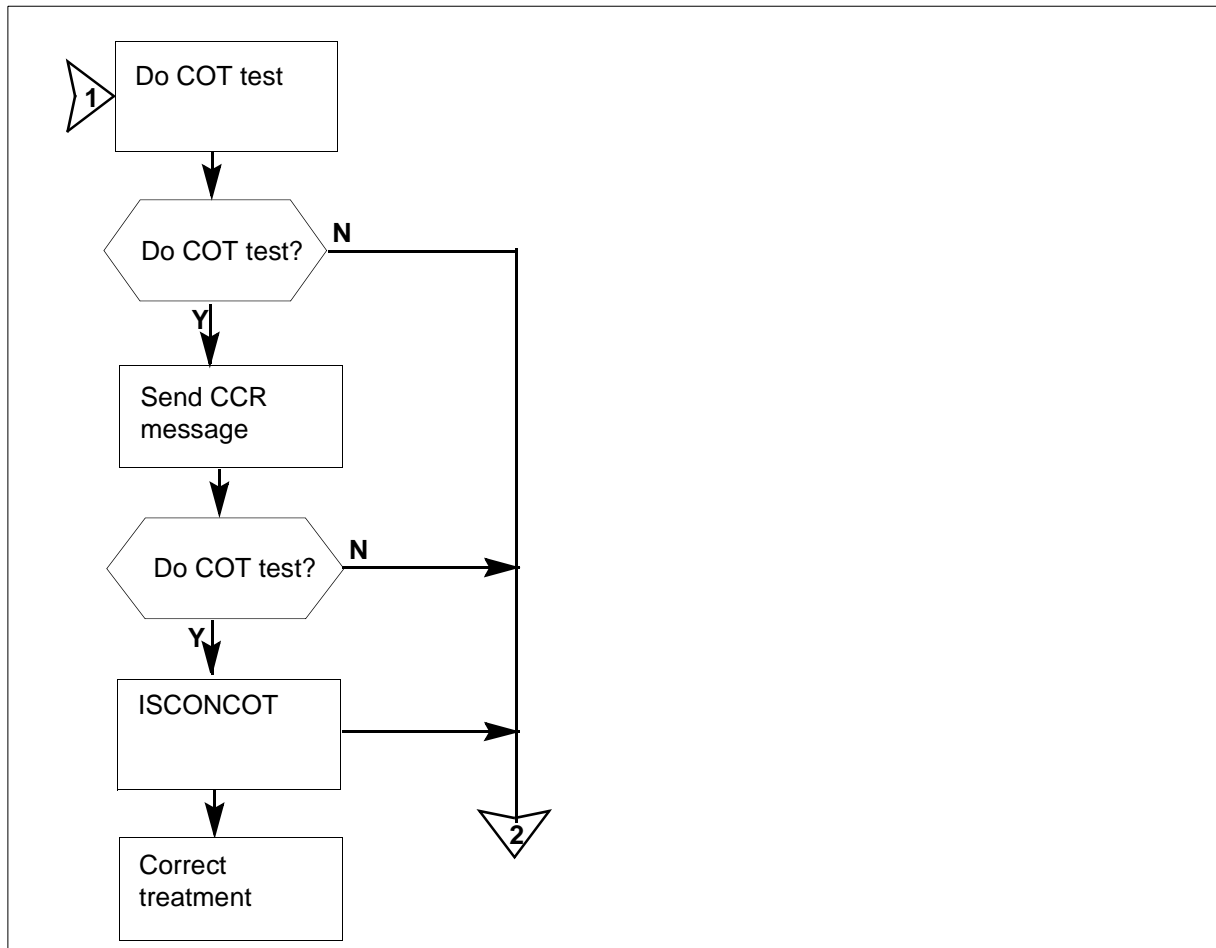 Do COT test
1
Do COT test?
N
Y
Send CCR
message
Do COT test?
N
Y
ISCONCOT
2
Correct
treatment